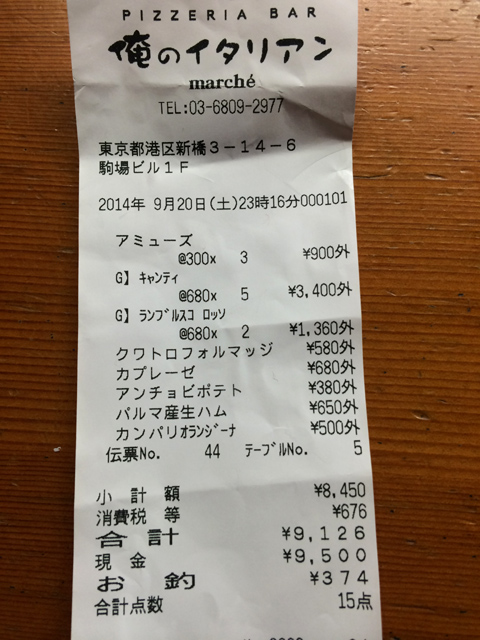 PIZZERIA BAR
俺のイタリアン
marché
TEL:03-6809-2977
東京都港区新橋3-14-6
駒場ビル1F
2014年 9月20日(土)23時16分000101
アミューズ
@300x 3 ¥900外
G】 ｷｬﾝﾃｨ
@680x 5 ¥3,400外
G】 ﾗﾝﾌﾞﾙｽｺ ﾛｯｿ
@680x 2 ¥1,360外
クワトロフォルマッジ ¥580外
カプレーゼ ¥680外
アンチョビポテト ¥380外
パルマ産生ハム ¥650外
カンパリｵﾗﾝｼﾞｰﾅ ¥500外
伝票No. 44 ﾃｰﾌﾞﾙNo. 5
小計額 ¥8,450
消費税等 ¥676
合計 ¥9,126
現金 ¥9,500
お釣 ¥374
合計点数 15点